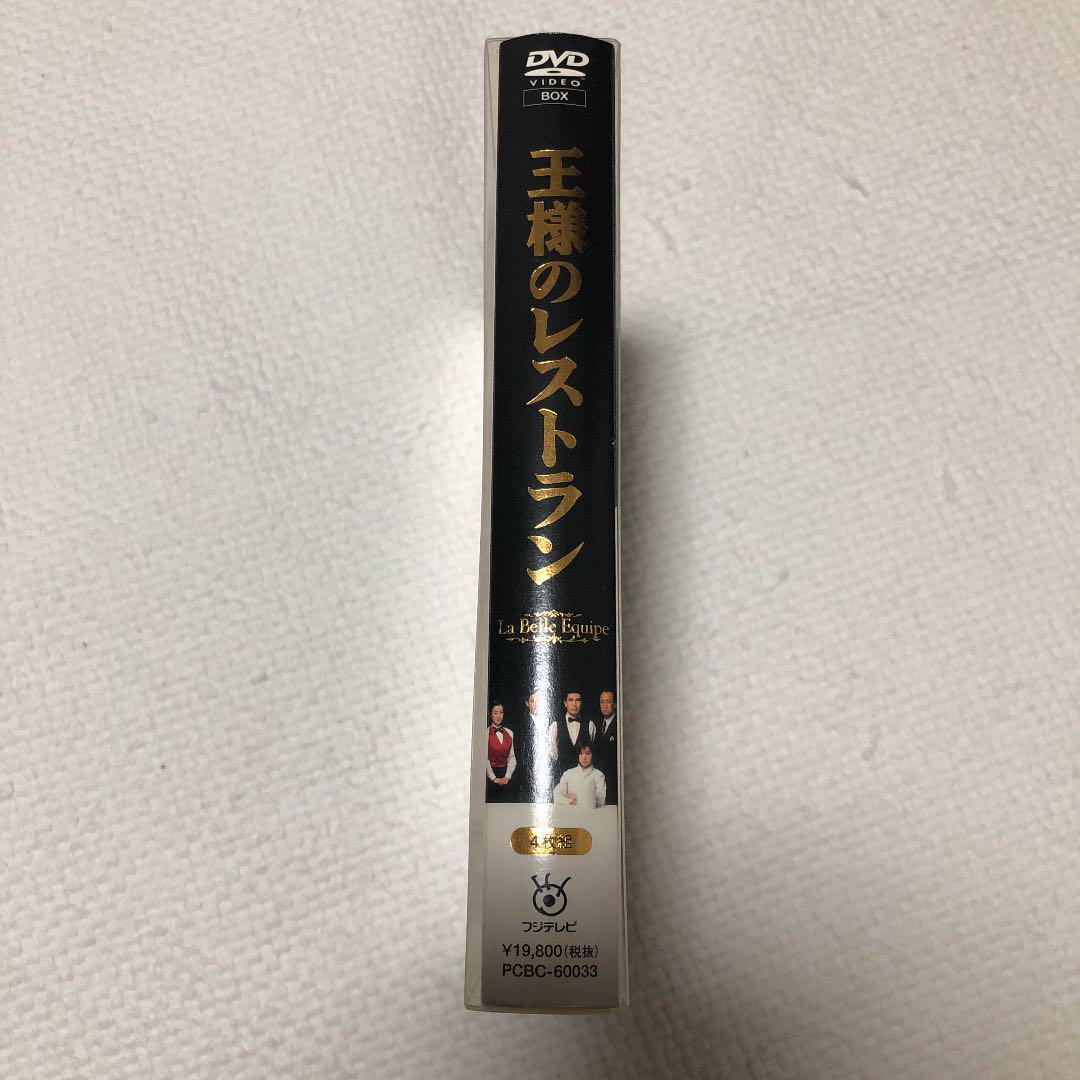 DVD
VIDEO™
BOX
王様のレストラン
La Belle Equipe
4枚組
フジテレビ
¥19,800(税抜)
PCBC-60033